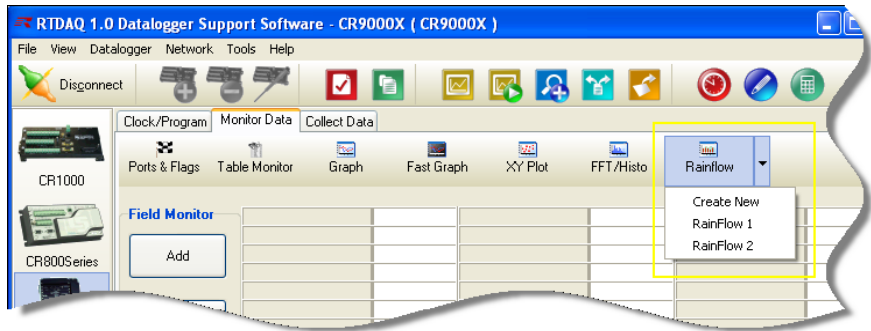 RTDAQ 1.0 Datalogger Support Software - CR9000X ( CR9000X )
File View Datalogger Network Tools Help
Disconnect
Clock/Program Monitor Data Collect Data
Ports & Flags Table Monitor Graph Fast Graph XY Plot FFT/Histo Rainflow
CR1000
Create New
RainFlow 1
RainFlow 2
Field Monitor
Add
CR800Series